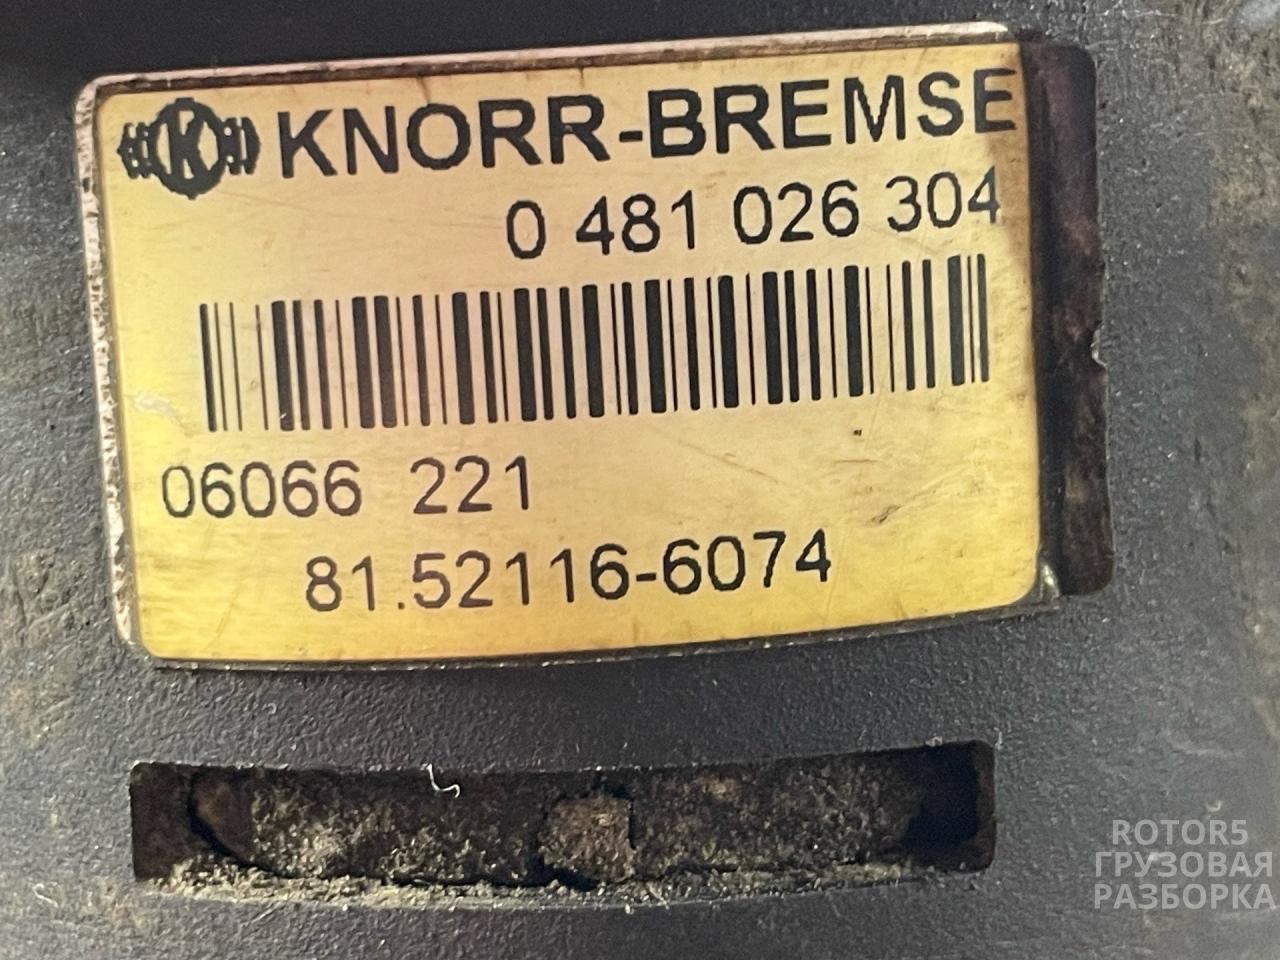 K KNORR-BREMSE
0 481 026 304
06066 221
81.52116-6074
ROTOR5
ГРУЗОВАЯ
РАЗБОРКА